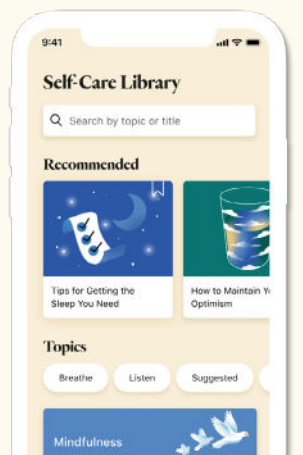 9:41
Self-Care Library
Search by topic or title
Recommended
Tips for Getting the
Sleep You Need
How to Maintain Yo
Optimism
Topics
Breathe
Listen
Suggested
Mindfulness